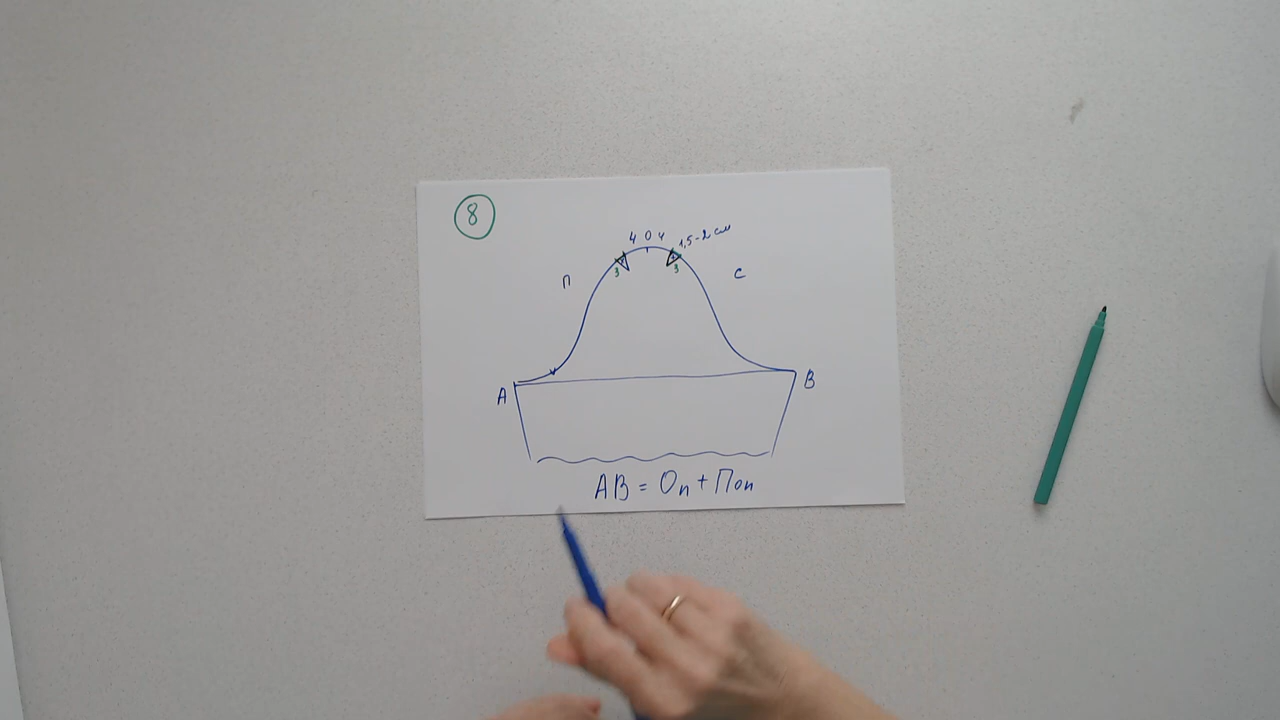 8
4 0 4
1,5-2 см
3 3
П С
А В
АВ = Оп + Поп